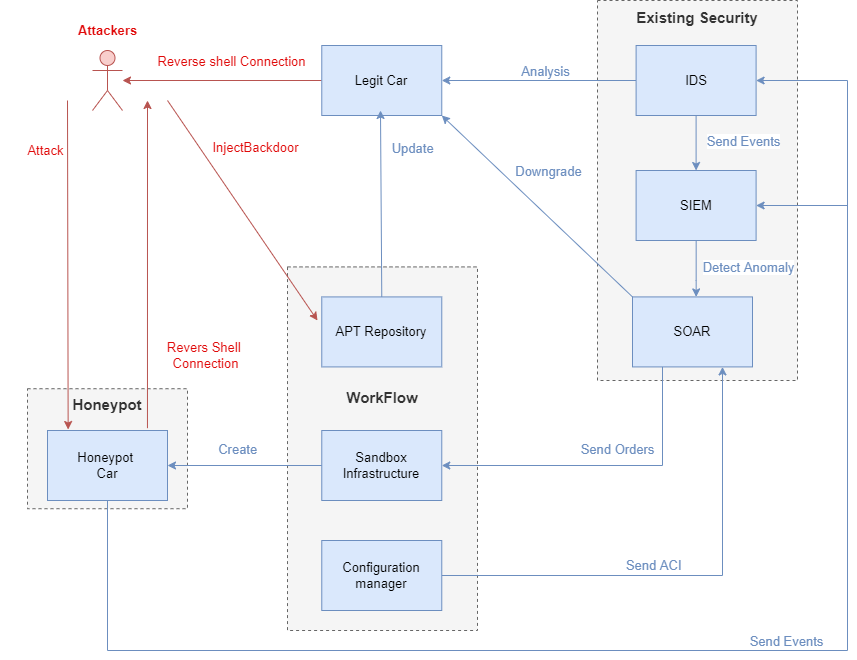 Existing Security
Attackers
Reverse shell Connection
Legit Car
Analysis
IDS
Send Events
Attack
InjectBackdoor
Update
Downgrade
SIEM
Detect Anomaly
APT Repository
SOAR
Revers Shell
Connection
WorkFlow
Honeypot
Honeypot
Car
Create
Sandbox
Infrastructure
Send Orders
Configuration
manager
Send ACI
Send Events